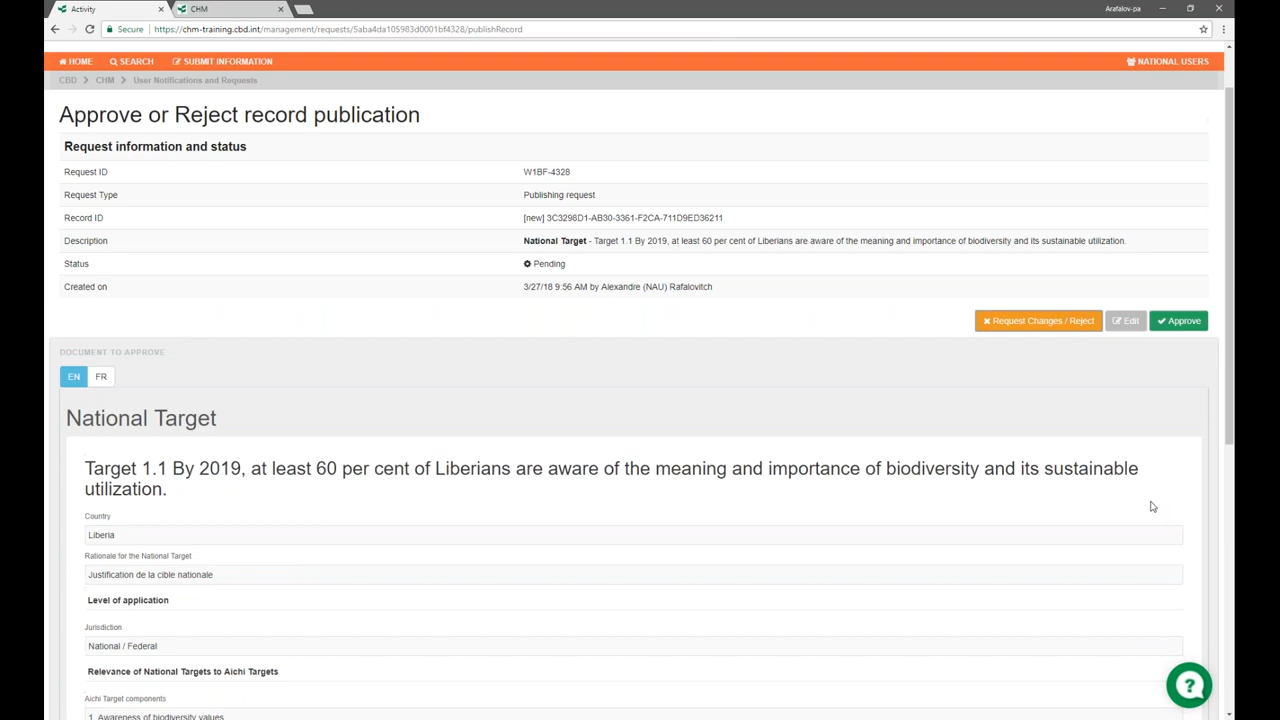 Activity
CHM
Arafalov-pa
Secure
https://chm-training.cbd.int/management/requests/5aba4da105983d0001bf4328/publishRecord
HOME
SEARCH
SUBMIT INFORMATION
NATIONAL USERS
CBD
CHM
User Notifications and Requests
Approve or Reject record publication
Request information and status
Request ID
W1BF-4328
Request Type
Publishing request
Record ID
[new] 3C3298D1-AB30-3361-F2CA-711D9ED36211
Description
National Target - Target 1.1 By 2019, at least 60 per cent of Liberians are aware of the meaning and importance of biodiversity and its sustainable utilization.
Status
Pending
Created on
3/27/18 9:56 AM by Alexandre (NAU) Rafalovitch
Request Changes / Reject
Edit
Approve
DOCUMENT TO APPROVE
EN
FR
National Target
Target 1.1 By 2019, at least 60 per cent of Liberians are aware of the meaning and importance of biodiversity and its sustainable
utilization.
Country
Liberia
Rationale for the National Target
Justification de la cible nationale
Level of application
Jurisdiction
National / Federal
Relevance of National Targets to Aichi Targets
Aichi Target components
1. Awareness of biodiversity values
?